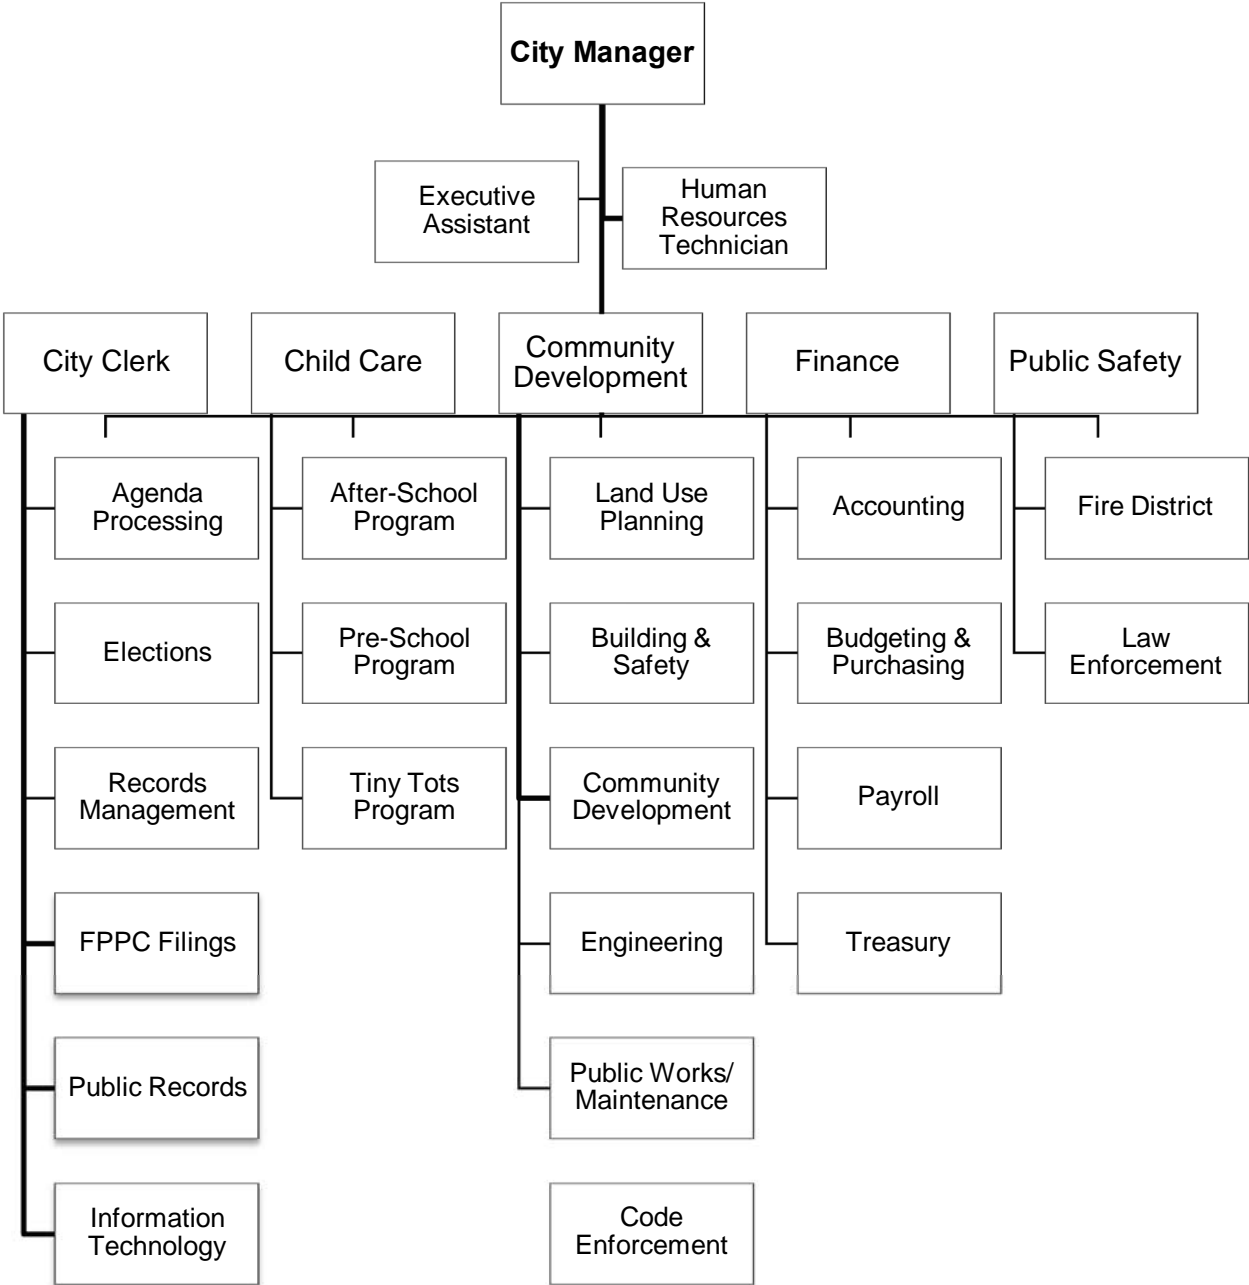 City Manager
Executive
Assistant
Human
Resources
Technician
City Clerk
Child Care
Community
Development
Finance
Public Safety
Agenda
Processing
After-School
Program
Land Use
Planning
Accounting
Fire District
Elections
Pre-School
Program
Building &
Safety
Budgeting &
Purchasing
Law
Enforcement
Records
Management
Tiny Tots
Program
Community
Development
Payroll
FPPC Filings
Engineering
Treasury
Public Records
Public Works/
Maintenance
Information
Technology
Code
Enforcement